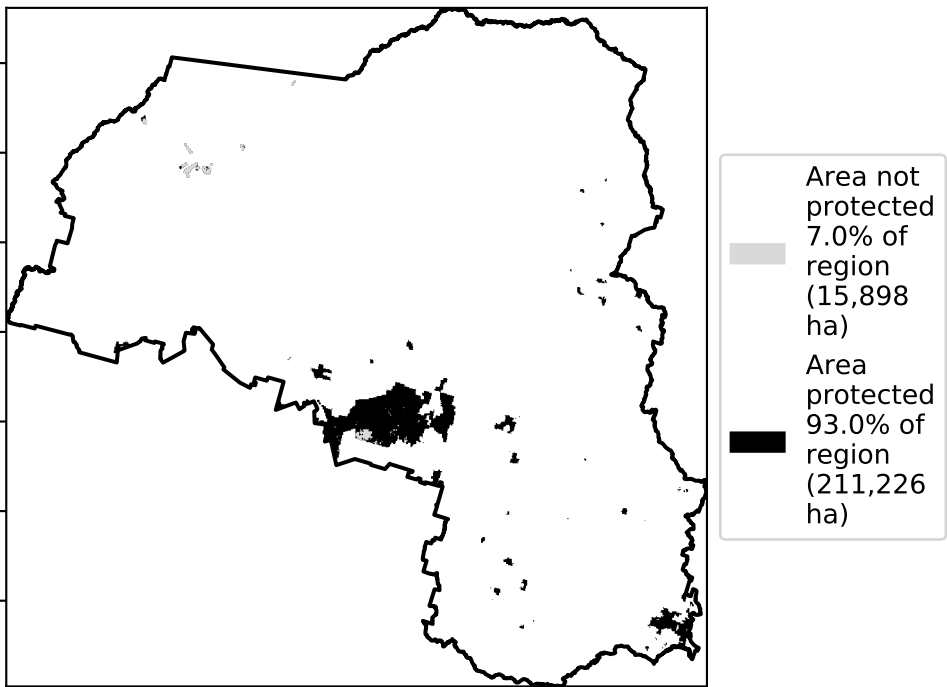 Area not
protected
7.0% of
region
(15,898
ha)
Area
protected
93.0% of
region
(211,226
ha)